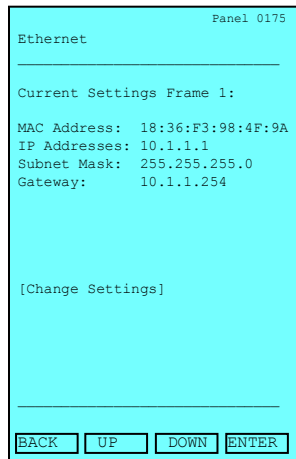 Panel 0175
Ethernet
Current Settings Frame 1:
MAC Address: 18:36:F3:98:4F:9A
IP Addresses: 10.1.1.1
Subnet Mask: 255.255.255.0
Gateway: 10.1.1.254
[Change Settings]
BACK UP DOWN ENTER